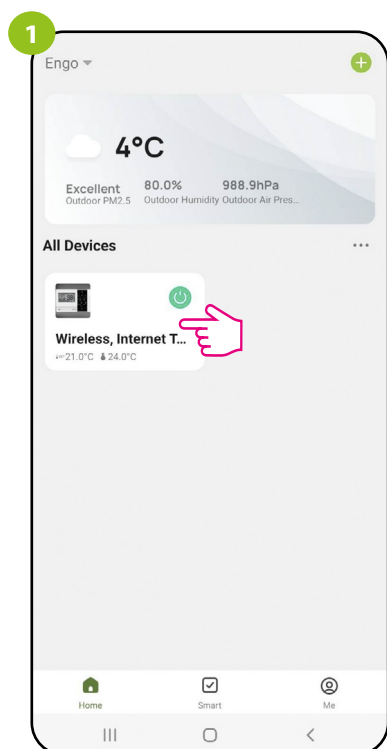 1
Engo
4°C
Excellent 80.0% 988.9hPa
Outdoor PM2.5 Outdoor Humidity Outdoor Air Pres...
All Devices ...
Wireless, Internet T...
21.0°C 24.0°C
Home Smart Me